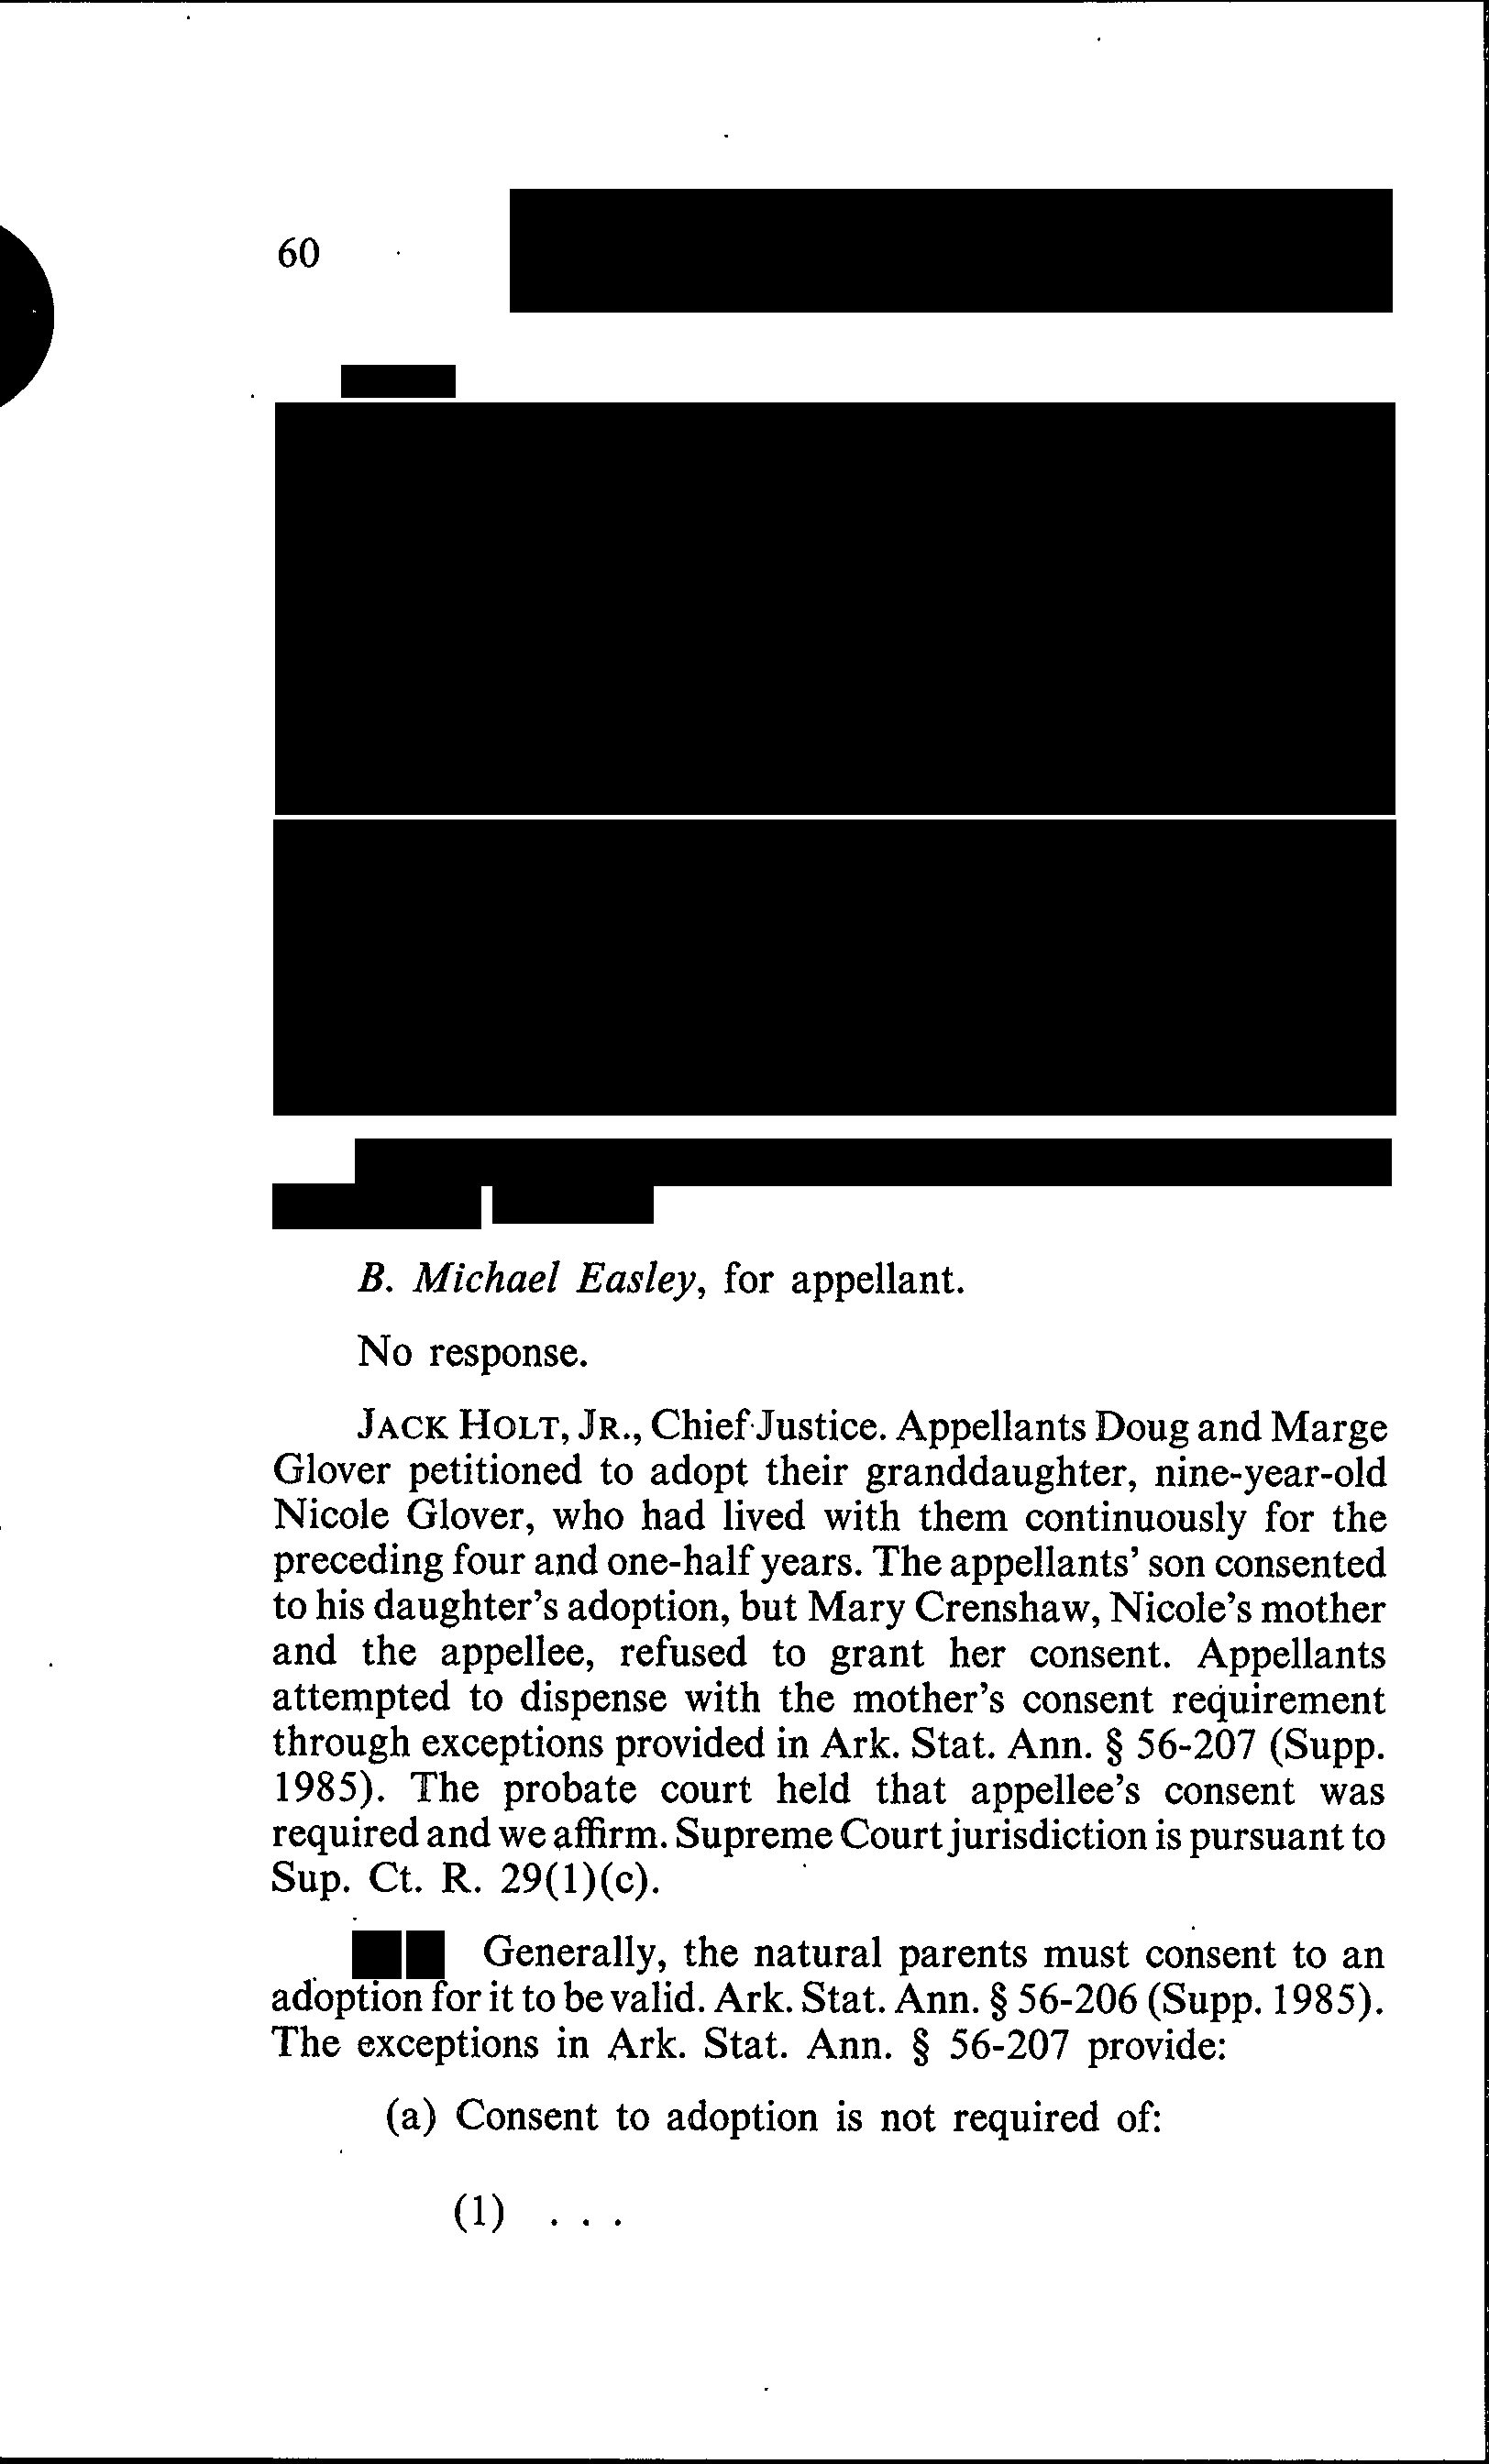 60
B. Michael Easley, for appellant.
No response.
JACK HOLT, JR., Chief Justice. Appellants Doug and Marge
Glover petitioned to adopt their granddaughter, nine-year-old
Nicole Glover, who had lived with them continuously for the
preceding four and one-half years. The appellants' son consented
to his daughter's adoption, but Mary Crenshaw, Nicole's mother
and the appellee, refused to grant her consent. Appellants
attempted to dispense with the mother's consent requirement
through exceptions provided in Ark. Stat. Ann. § 56-207 (Supp.
1985). The probate court held that appellee's consent was
required and we affirm. Supreme Court jurisdiction is pursuant to
Sup. Ct. R. 29(1)(c).
Generally, the natural parents must consent to an
adoption for it to be valid. Ark. Stat. Ann. § 56-206 (Supp. 1985).
The exceptions in Ark. Stat. Ann. § 56-207 provide:
(a) Consent to adoption is not required of:
(1) . . .